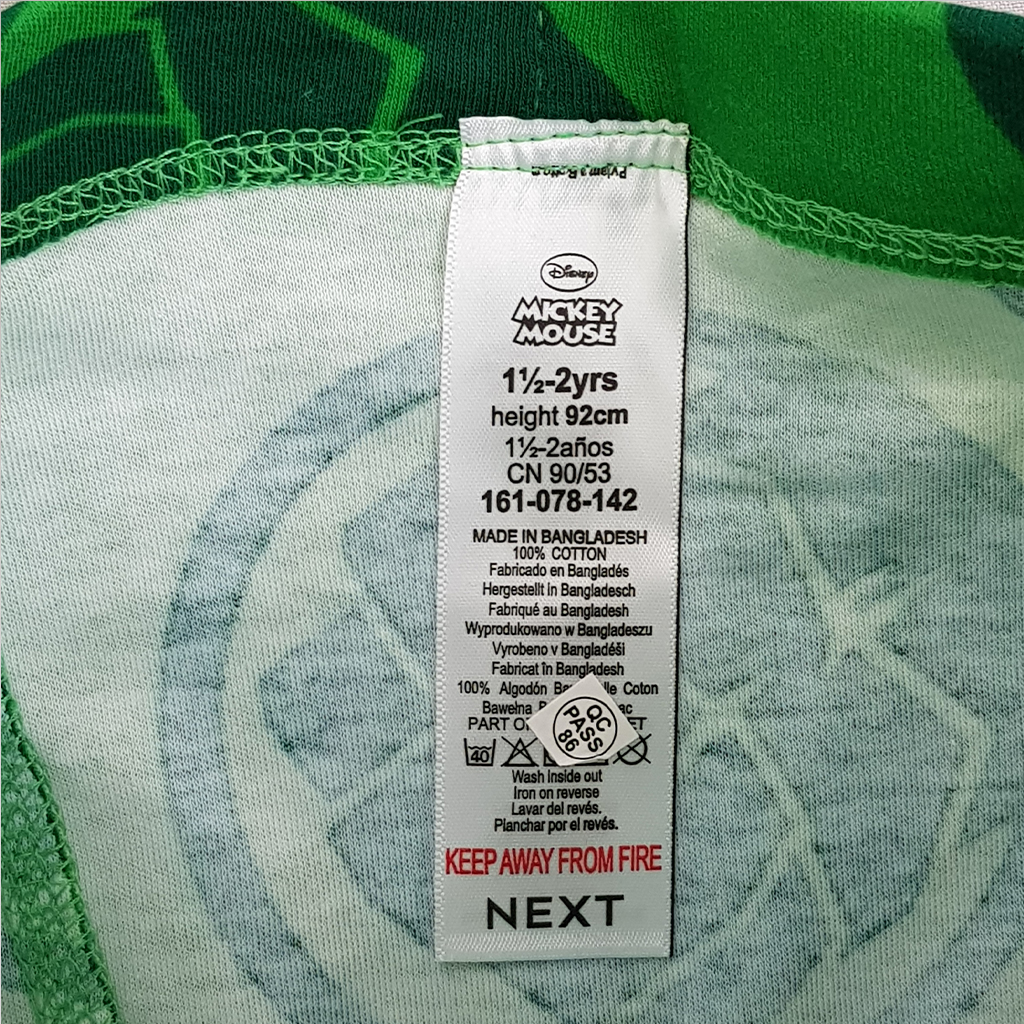 Disney
MICKEY
MOUSE
1½-2yrs
height 92cm
1½-2años
CN 90/53
161-078-142
MADE IN BANGLADESH
100% COTTON
Fabricado en Bangladés
Hergestellt in Bangladesch
Fabriqué au Bangladesh
Wyprodukowano w Bangladeszu
Vyrobeno v Bangladéši
Fabricat în Bangladesh
100% Algodón Coton
Bawełna
PART
QC
PASS
86
40
Wash inside out
Iron on reverse
Lavar del revés.
Planchar por el revés.
KEEP AWAY FROM FIRE
NEXT